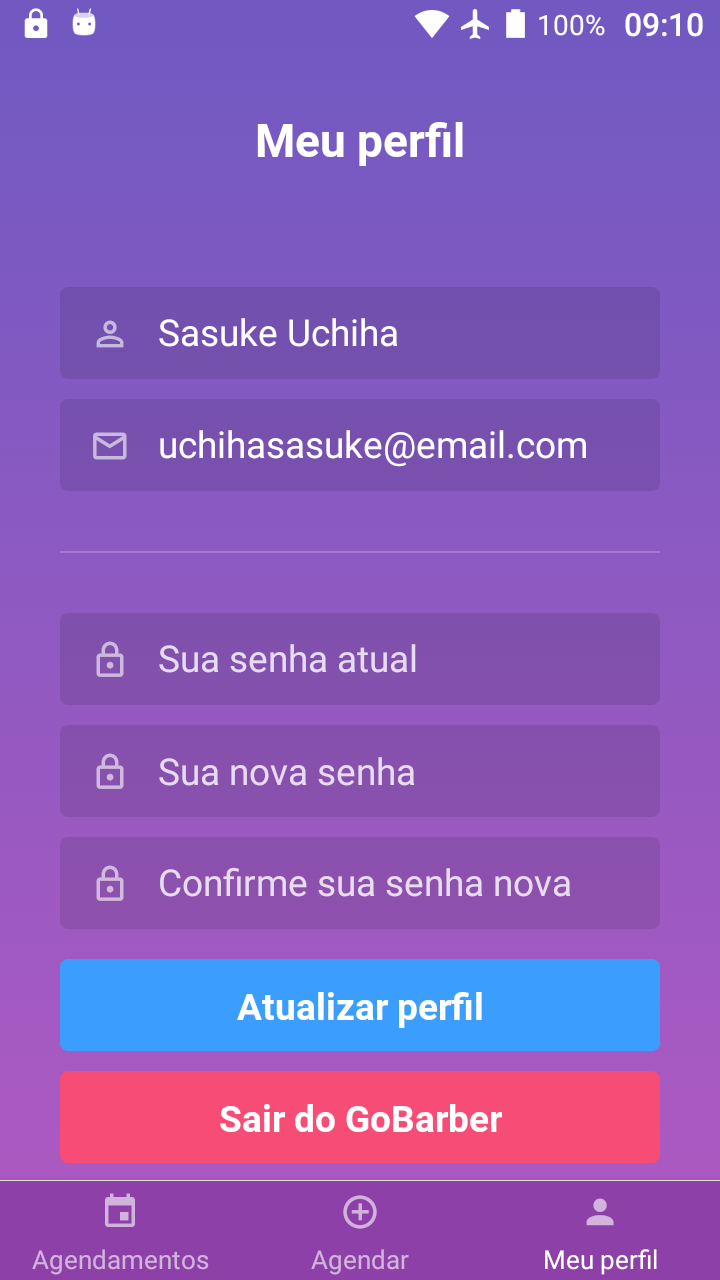 100% 09:10
Meu perfil
Sasuke Uchiha
uchihasasuke@email.com
Sua senha atual
Sua nova senha
Confirme sua senha nova
Atualizar perfil
Sair do GoBarber
Agendamentos Agendar Meu perfil